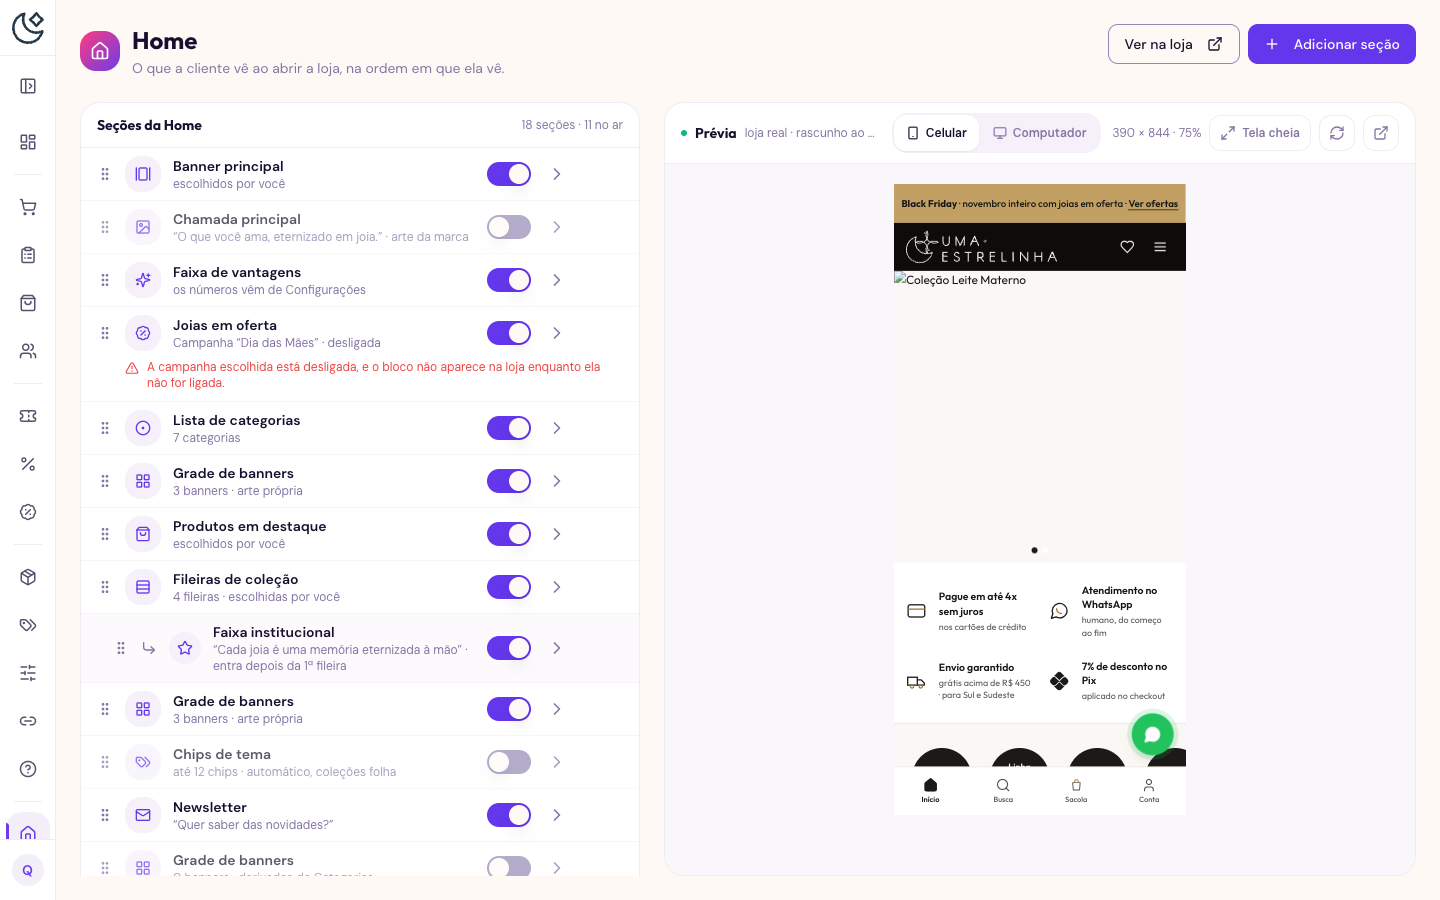 Home
O que a cliente vê ao abrir a loja, na ordem em que ela vê.
Ver na loja
Adicionar seção
Seções da Home
18 seções · 11 no ar
Banner principal
escolhidos por você
Chamada principal
“O que você ama, eternizado em joia.” · arte da marca
Faixa de vantagens
os números vêm de Configurações
Joias em oferta
Campanha “Dia das Mães” · desligada
A campanha escolhida está desligada, e o bloco não aparece na loja enquanto ela
não for ligada.
Lista de categorias
7 categorias
Grade de banners
3 banners · arte própria
Produtos em destaque
escolhidos por você
Fileiras de coleção
4 fileiras · escolhidas por você
Faixa institucional
“Cada joia é uma memória eternizada à mão” ·
entra depois da 1ª fileira
Grade de banners
3 banners · arte própria
Chips de tema
até 12 chips · automático, coleções folha
Newsletter
“Quer saber das novidades?”
Grade de banners
Q
Prévia
loja real · rascunho ao ...
Celular
Computador
390 × 844 · 75%
Tela cheia
Black Friday · novembro inteiro com joias em oferta · Ver ofertas
UMA
ESTRELINHA
Coleção Leite Materno
Pague em até 4x
sem juros
nos cartões de crédito
Atendimento no
WhatsApp
humano, do começo
ao fim
Envio garantido
grátis acima de R$ 450
· para Sul e Sudeste
7% de desconto no
Pix
aplicado no checkout
Início
Busca
Sacola
Conta